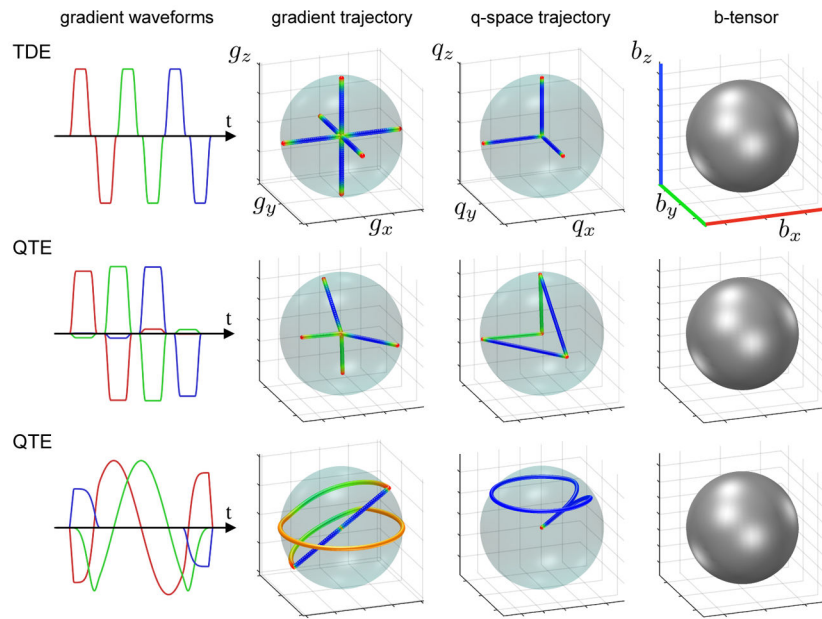 gradient waveforms gradient trajectory q-space trajectory b-tensor
TDE
t
g_z
g_y
g_x
q_z
q_y
q_x
b_z
b_y
b_x
QTE
t
QTE
t